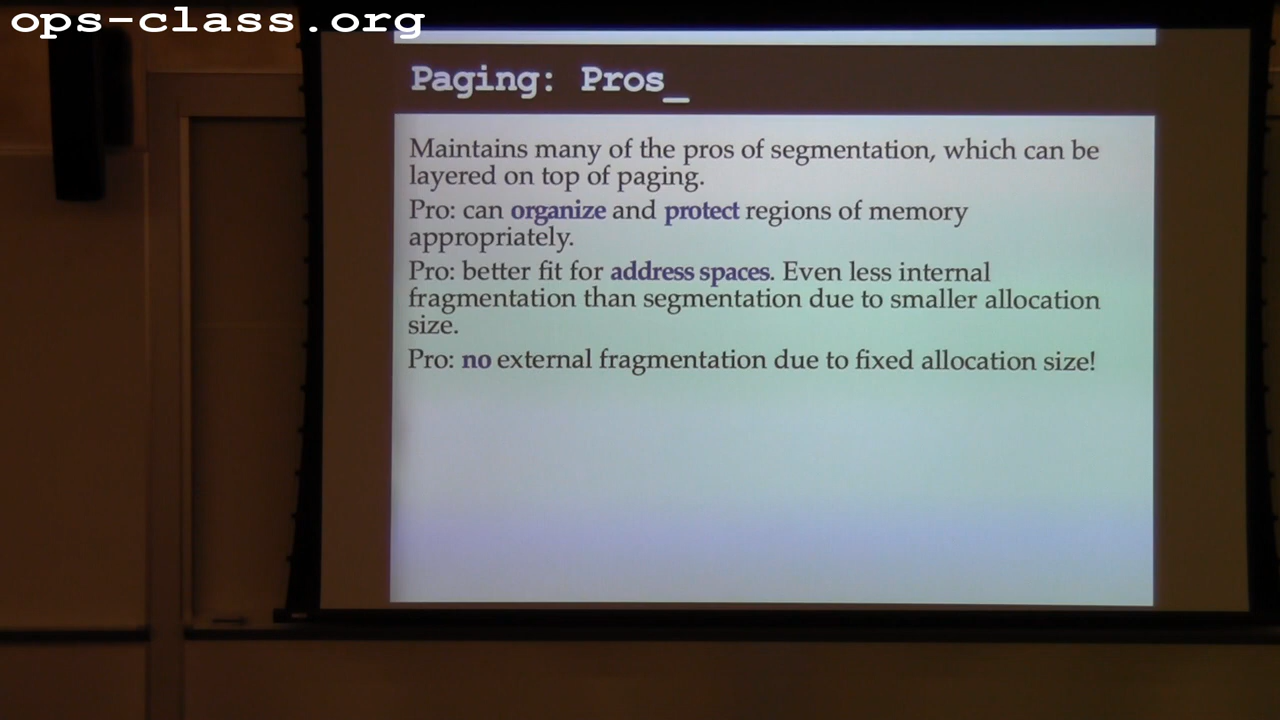 ops-class.org
Paging: Pros_
Maintains many of the pros of segmentation, which can be
layered on top of paging.
Pro: can organize and protect regions of memory
appropriately.
Pro: better fit for address spaces. Even less internal
fragmentation than segmentation due to smaller allocation
size.
Pro: no external fragmentation due to fixed allocation size!